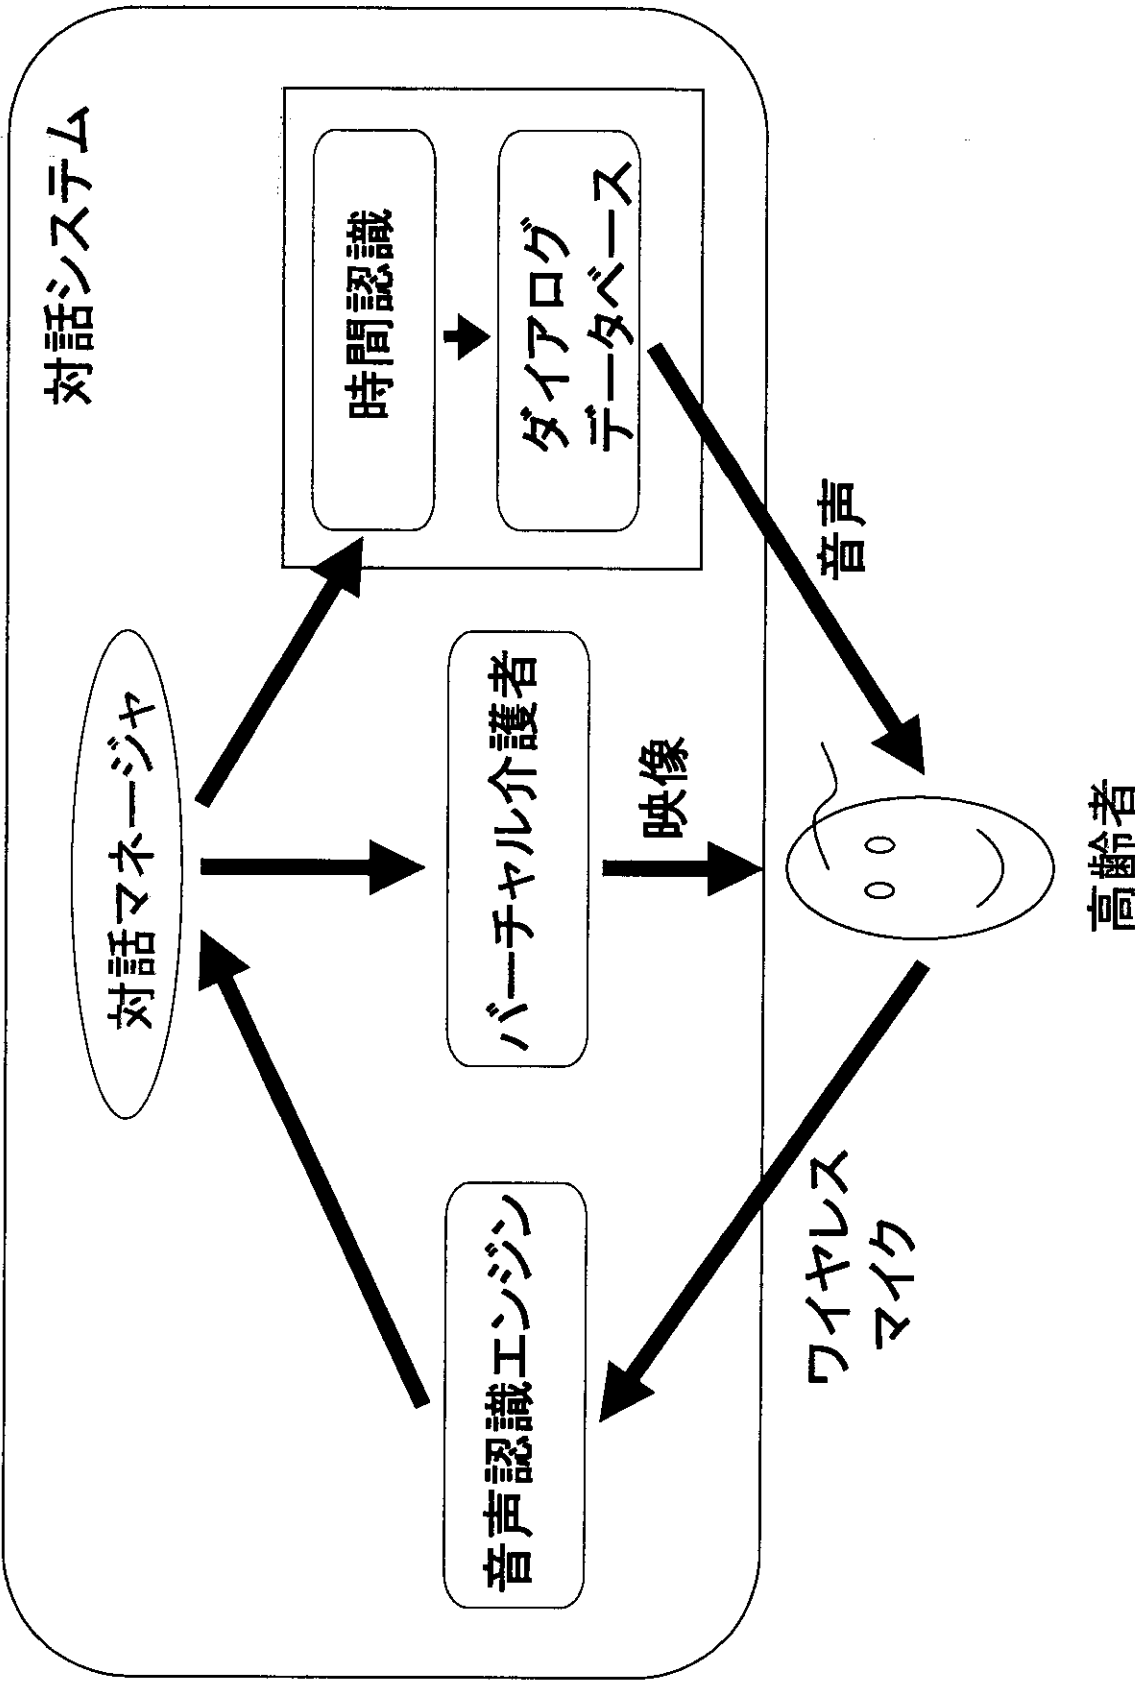 対話システム
対話マネージャ
時間認識
ダイアログ
データベース
バーチャル介護者
音声認識エンジン
映像
音声
ワイヤレス
マイク
高齢者